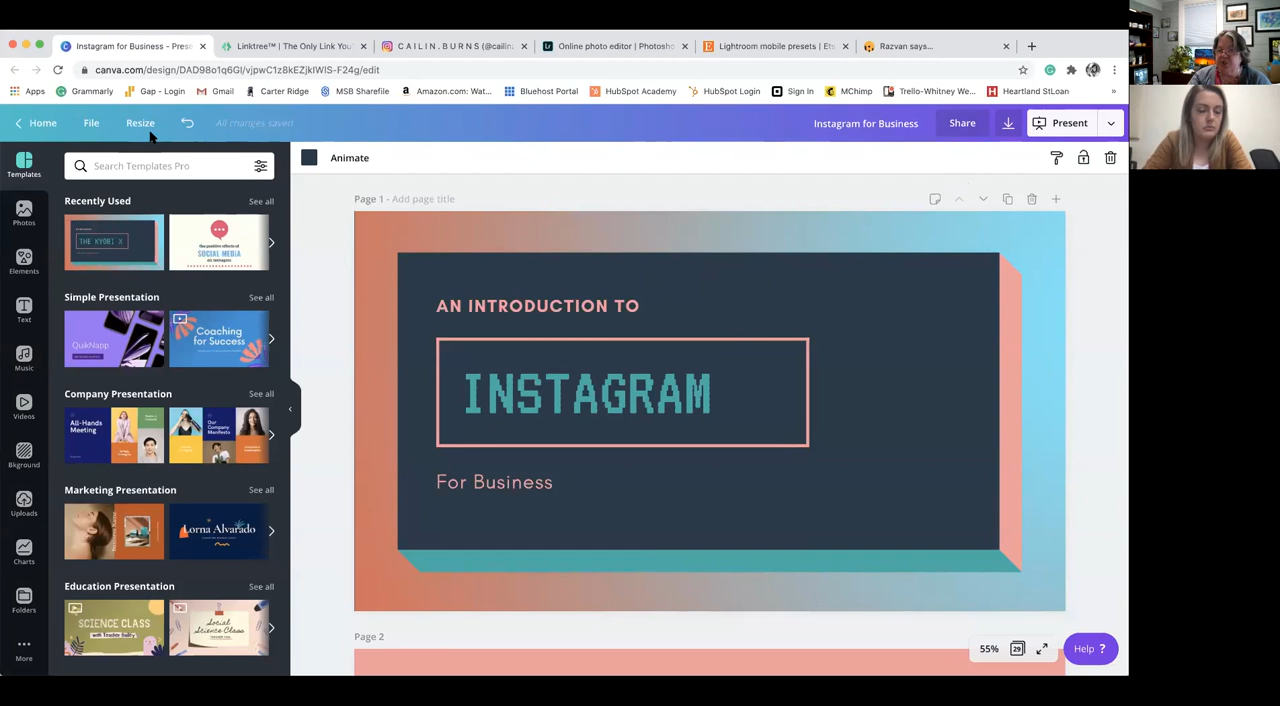 Instagram for Business - Prese
Linktree™ | The Only Link You
C A I L I N . B U R N S (@cailin
Online photo editor | Photosh
Lightroom mobile presets | Ets
Razvan says...
canva.com/design/DAD98o1q6GI/vjpwC1z8kEZjkIWIS-F24g/edit
Apps
Grammarly
Gap - Login
Gmail
Carter Ridge
MSB Sharefile
Amazon.com: Wat...
Bluehost Portal
HubSpot Academy
HubSpot Login
Sign In
MChimp
Trello-Whitney We...
Heartland StLoan
»
Home
File
Resize
All changes saved
Instagram for Business
Share
Present
Templates
Photos
Elements
Text
Music
Videos
Bkground
Uploads
Charts
Folders
More
Search Templates Pro
Recently Used
See all
THE KYOBI X
the positive effects of
SOCIAL MEDIA
on teenagers
Simple Presentation
See all
QuikNapp
Coaching
for Success
Company Presentation
See all
All-Hands
Meeting
Our
Company
Manifesto
Marketing Presentation
See all
Lorna Alvarado
Education Presentation
See all
SCIENCE CLASS
Social
Science Class
Animate
Page 1 - Add page title
AN INTRODUCTION TO
INSTAGRAM
For Business
Page 2
55%
29
Help ?